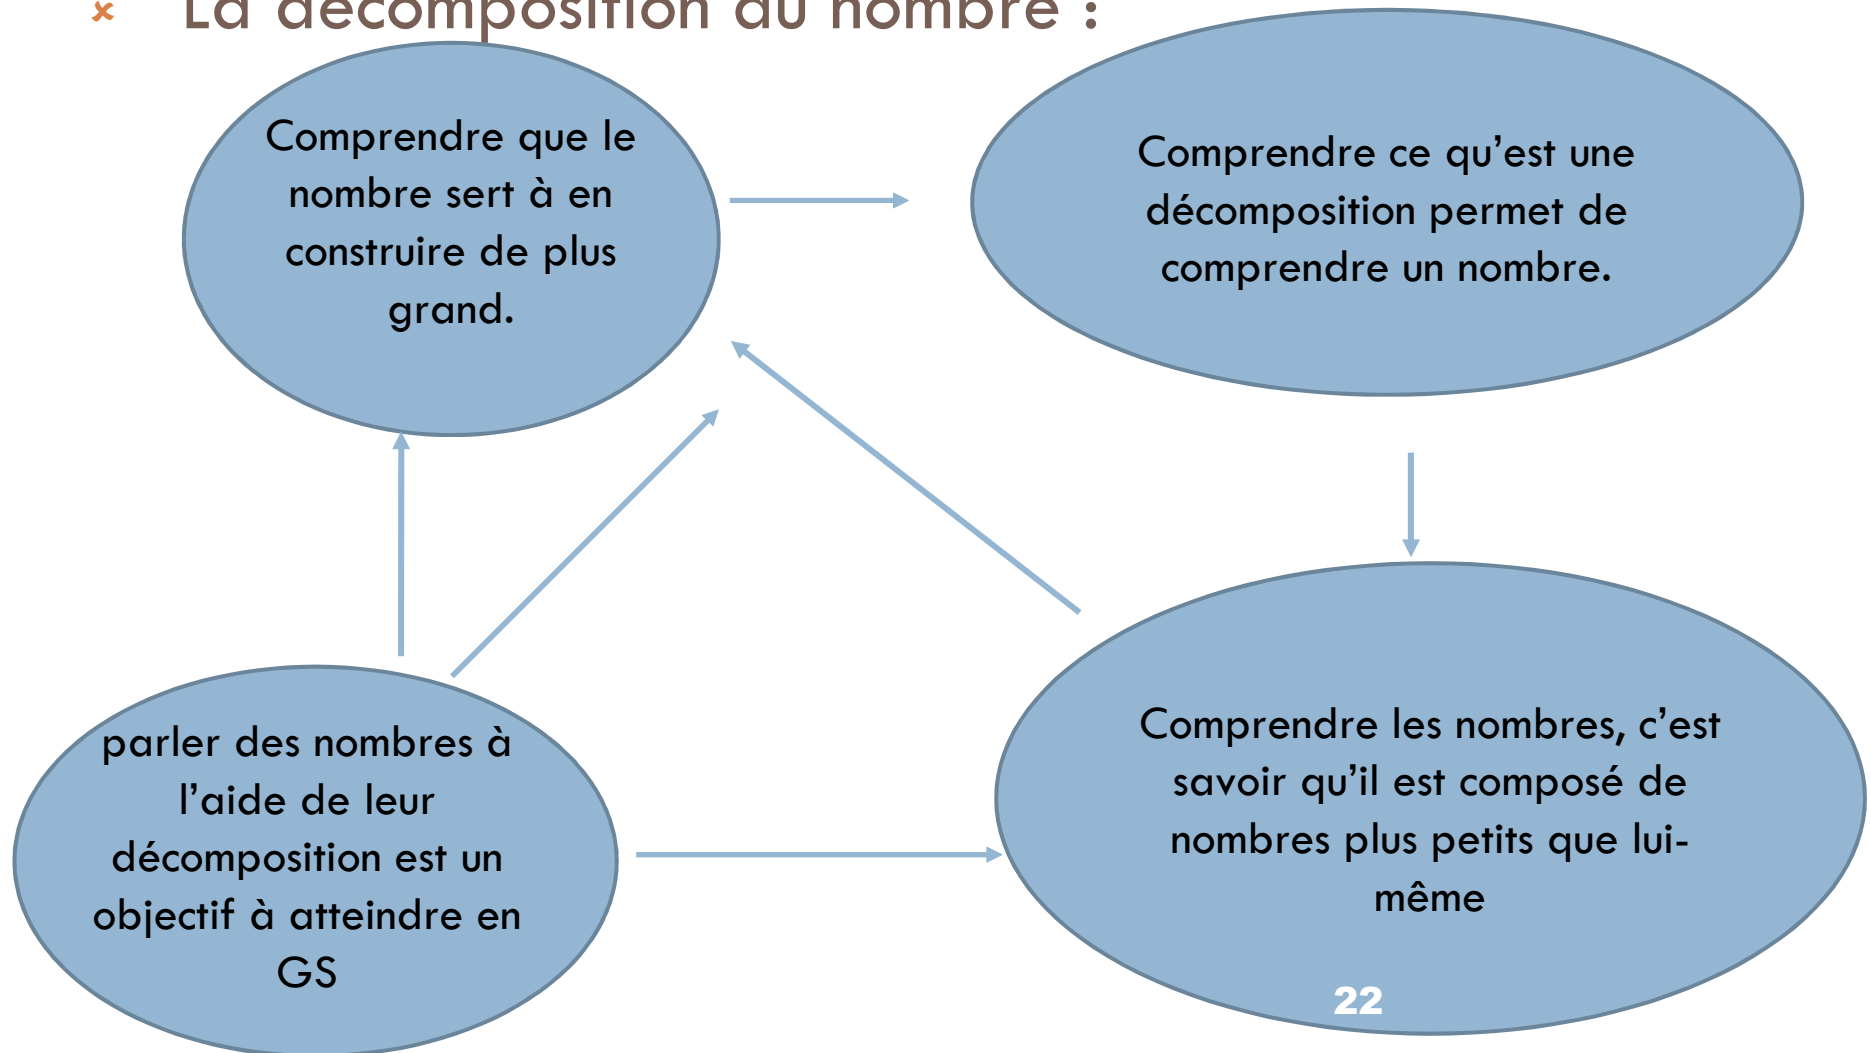 La décomposition du nombre :
Comprendre que le
nombre sert à en
construire de plus
grand.
Comprendre ce qu’est une
décomposition permet de
comprendre un nombre.
parler des nombres à
l’aide de leur
décomposition est un
objectif à atteindre en
GS
Comprendre les nombres, c’est
savoir qu’il est composé de
nombres plus petits que lui-
même
22